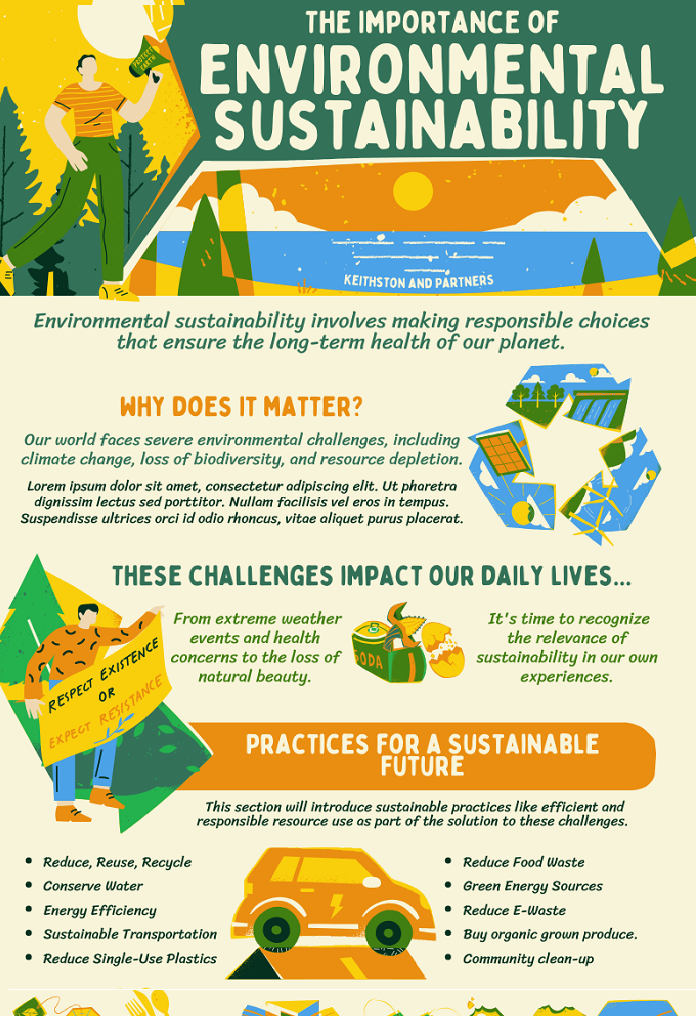 THE IMPORTANCE OF
ENVIRONMENTAL
SUSTAINABILITY
PROTECT
EARTH
KEITHSTON AND PARTNERS
Environmental sustainability involves making responsible choices
that ensure the long-term health of our planet.
WHY DOES IT MATTER?
Our world faces severe environmental challenges, including
climate change, loss of biodiversity, and resource depletion.
Lorem ipsum dolor sit amet, consectetur adipiscing elit. Ut pharetra
dignissim lectus sed porttitor. Nullam facilisis vel eros in tempus.
Suspendisse ultrices orci id odio rhoncus, vitae aliquet purus placerat.
THESE CHALLENGES IMPACT OUR DAILY LIVES...
From extreme weather
events and health
concerns to the loss of
natural beauty.
SODA
It's time to recognize
the relevance of
sustainability in our own
experiences.
RESPECT EXISTENCE
OR
EXPECT RESISTANCE
PRACTICES FOR A SUSTAINABLE
FUTURE
This section will introduce sustainable practices like efficient and
responsible resource use as part of the solution to these challenges.
• Reduce, Reuse, Recycle
• Conserve Water
• Energy Efficiency
• Sustainable Transportation
• Reduce Single-Use Plastics
• Reduce Food Waste
• Green Energy Sources
• Reduce E-Waste
• Buy organic grown produce.
• Community clean-up